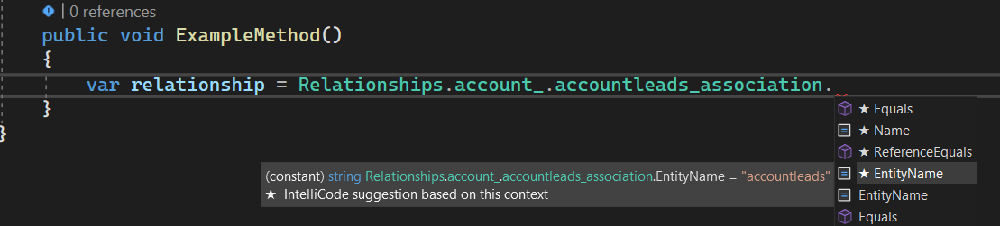 | 0 references
public void ExampleMethod()
{
var relationship = Relationships.account_.accountleads_association.
}
}
★ Equals
★ Name
★ ReferenceEquals
★ EntityName
EntityName
Equals
(constant) string Relationships.account_.accountleads_association.EntityName = "accountleads"
★ IntelliCode suggestion based on this context